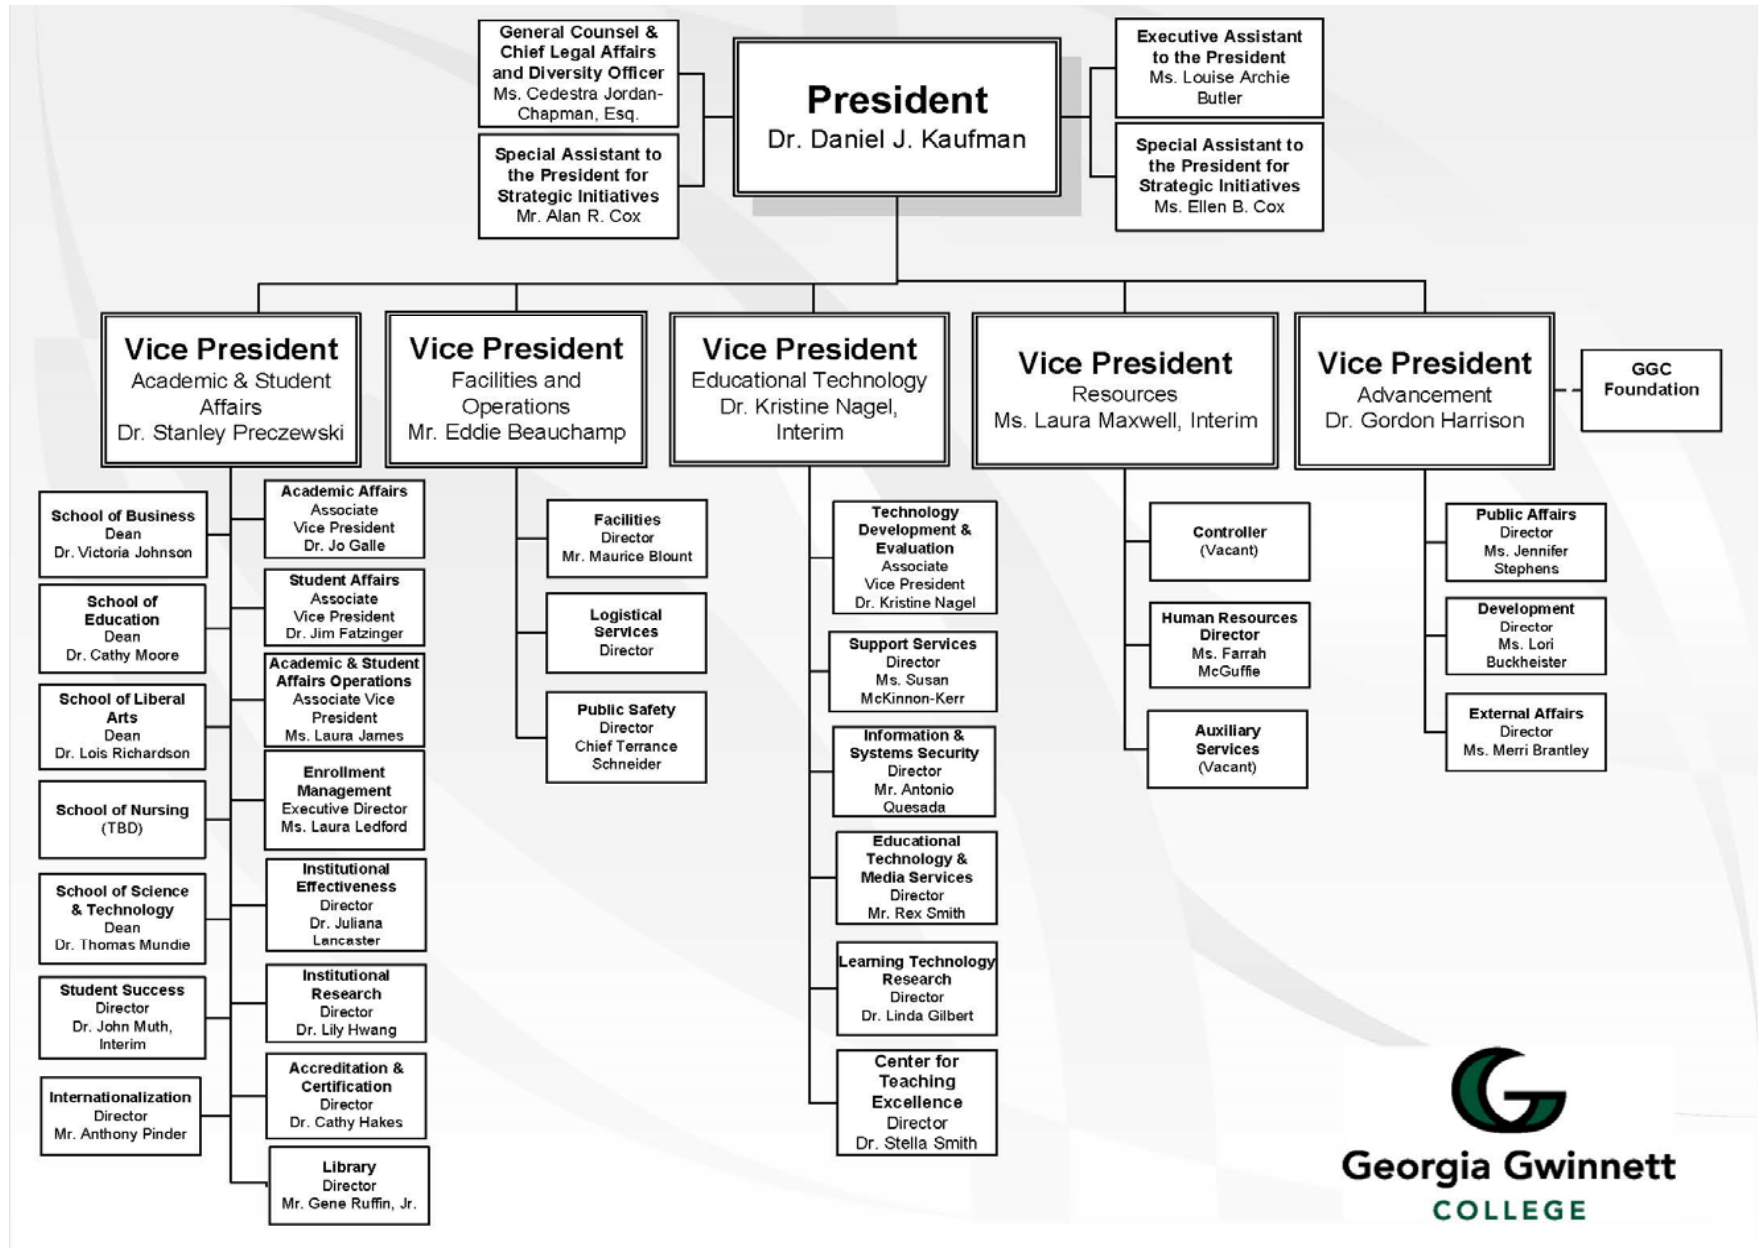 General Counsel &
Chief Legal Affairs
and Diversity Officer
Ms. Cedestra Jordan-
Chapman, Esq.
Special Assistant to
the President for
Strategic Initiatives
Mr. Alan R. Cox
President
Dr. Daniel J. Kaufman
Executive Assistant
to the President
Ms. Louise Archie
Butler
Special Assistant to
the President for
Strategic Initiatives
Ms. Ellen B. Cox
Vice President
Academic & Student
Affairs
Dr. Stanley Preczewski
Vice President
Facilities and
Operations
Mr. Eddie Beauchamp
Vice President
Educational Technology
Dr. Kristine Nagel,
Interim
Vice President
Resources
Ms. Laura Maxwell, Interim
Vice President
Advancement
Dr. Gordon Harrison
GGC
Foundation
School of Business
Dean
Dr. Victoria Johnson
School of
Education
Dean
Dr. Cathy Moore
School of Liberal
Arts
Dean
Dr. Lois Richardson
School of Nursing
(TBD)
School of Science
& Technology
Dean
Dr. Thomas Mundie
Student Success
Director
Dr. John Muth,
Interim
Internationalization
Director
Mr. Anthony Pinder
Academic Affairs
Associate
Vice President
Dr. Jo Galle
Student Affairs
Associate
Vice President
Dr. Jim Fatzinger
Academic & Student
Affairs Operations
Associate Vice
President
Ms. Laura James
Enrollment
Management
Executive Director
Ms. Laura Ledford
Institutional
Effectiveness
Director
Dr. Juliana
Lancaster
Institutional
Research
Director
Dr. Lily Hwang
Accreditation &
Certification
Director
Dr. Cathy Hakes
Library
Director
Mr. Gene Ruffin, Jr.
Facilities
Director
Mr. Maurice Blount
Logistical
Services
Director
Public Safety
Director
Chief Terrance
Schneider
Technology
Development &
Evaluation
Associate
Vice President
Dr. Kristine Nagel
Support Services
Director
Ms. Susan
McKinnon-Kerr
Information &
Systems Security
Director
Mr. Antonio
Quesada
Educational
Technology &
Media Services
Director
Mr. Rex Smith
Learning Technology
Research
Director
Dr. Linda Gilbert
Center for
Teaching
Excellence
Director
Dr. Stella Smith
Controller
(Vacant)
Human Resources
Director
Ms. Farrah
McGuffie
Auxiliary
Services
(Vacant)
Public Affairs
Director
Ms. Jennifer
Stephens
Development
Director
Ms. Lori
Buckheister
External Affairs
Director
Ms. Merri Brantley
Georgia Gwinnett
COLLEGE